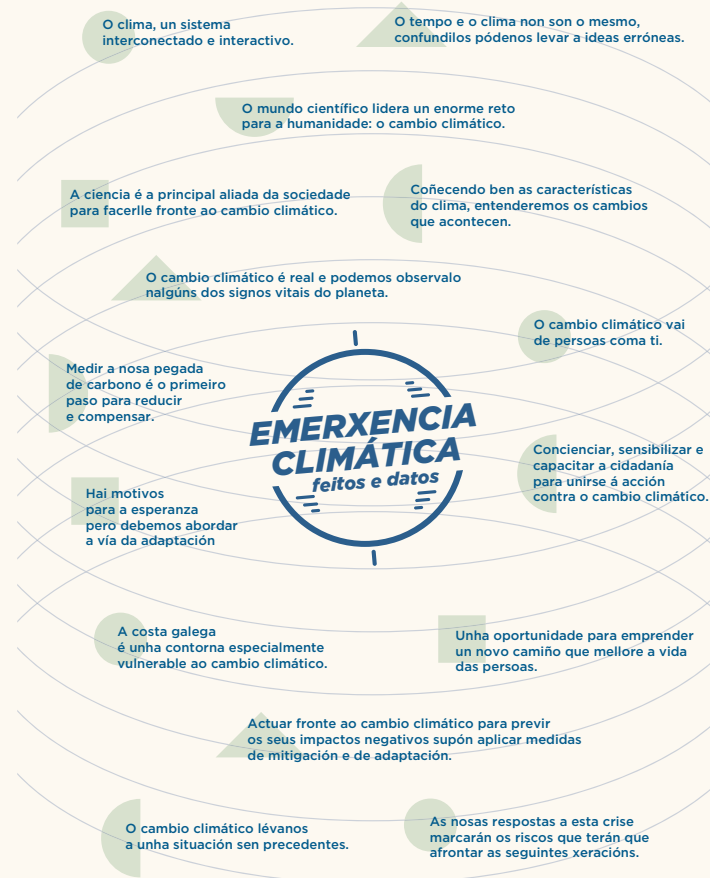 O clima, un sistema
interconectado e interactivo.
O tempo e o clima non son o mesmo,
confundilos pódenos levar a ideas erróneas.
O mundo científico lidera un enorme reto
para a humanidade: o cambio climático.
A ciencia é a principal aliada da sociedade
para facerlle fronte ao cambio climático.
Coñecendo ben as características
do clima, entenderemos os cambios
que acontecen.
O cambio climático é real e podemos observalo
nalgúns dos signos vitais do planeta.
O cambio climático vai
de persoas coma ti.
Medir a nosa pegada
de carbono é o primeiro
paso para reducir
e compensar.
EMERXENCIA
CLIMÁTICA
feitos e datos
Concienciar, sensibilizar e
capacitar a cidadanía
para unirse á acción
contra o cambio climático.
Hai motivos
para a esperanza
pero debemos abordar
a vía da adaptación
A costa galega
é unha contorna especialmente
vulnerable ao cambio climático.
Unha oportunidade para emprender
un novo camiño que mellore a vida
das persoas.
Actuar fronte ao cambio climático para previr
os seus impactos negativos supón aplicar medidas
de mitigación e de adaptación.
O cambio climático lévanos
a unha situación sen precedentes.
As nosas respostas a esta crise
marcarán os riscos que terán que
afrontar as seguintes xeracións.